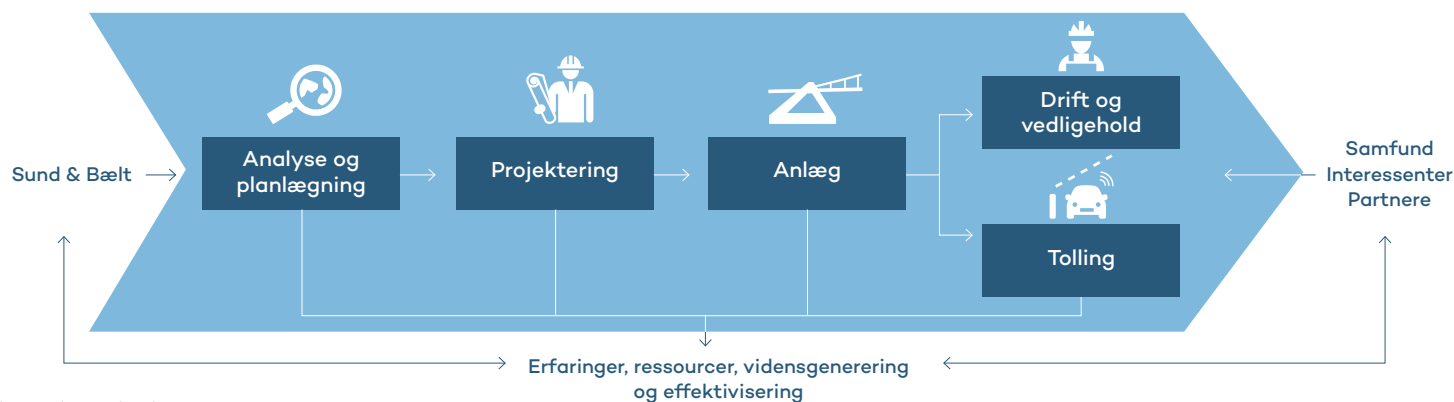 Sund & Bælt
Analyse og
planlægning
Projektering
Anlæg
Drift og
vedligehold
Tolling
Samfund
Interessenter
Partnere
Erfaringer, ressourcer, vidensgenerering
og effektivisering